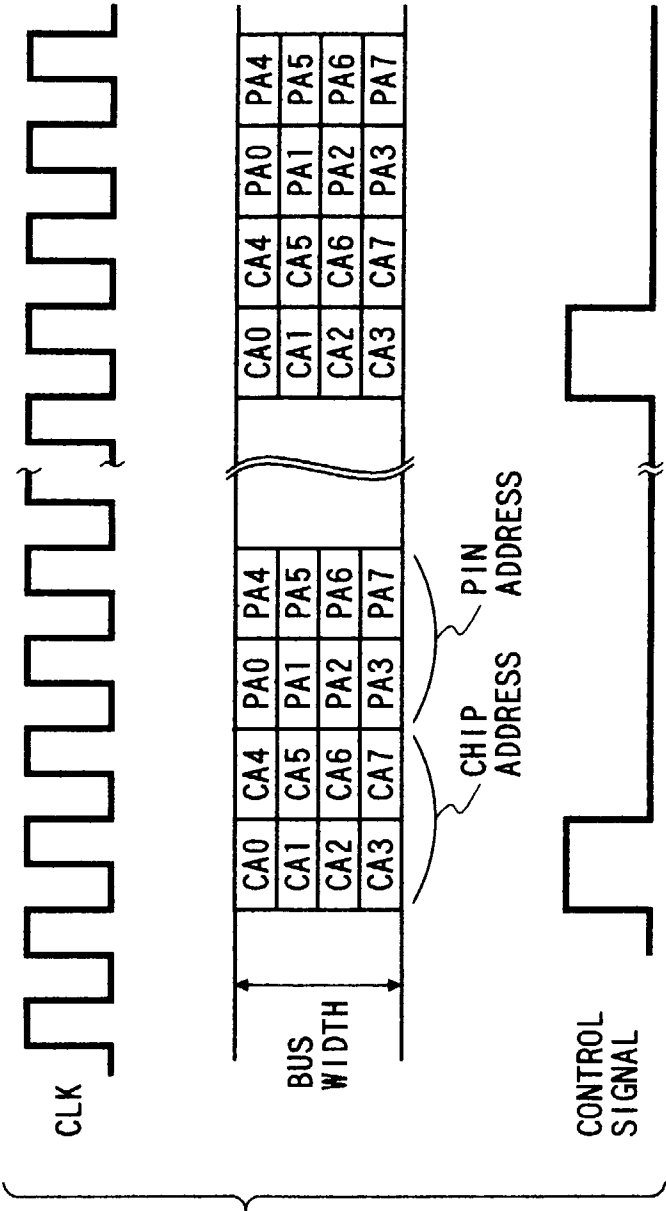 CLK
BUS
WIDTH
CA0 CA4 PA0 PA4 CA0 CA4 PA0 PA4
CA1 CA5 PA1 PA5 CA1 CA5 PA1 PA5
CA2 CA6 PA2 PA6 CA2 CA6 PA2 PA6
CA3 CA7 PA3 PA7 CA3 CA7 PA3 PA7
CHIP
ADDRESS
PIN
ADDRESS
CONTROL
SIGNAL